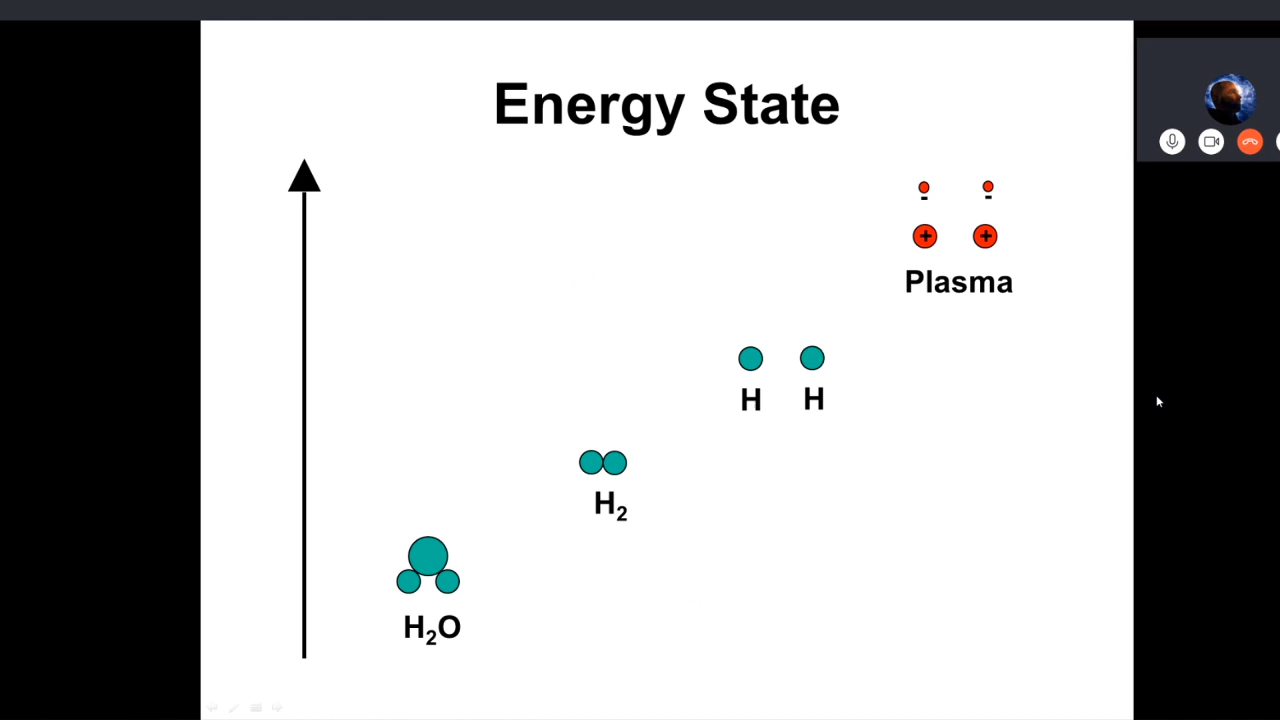 Energy State
- -
+ +
Plasma
H H
H₂
H₂O